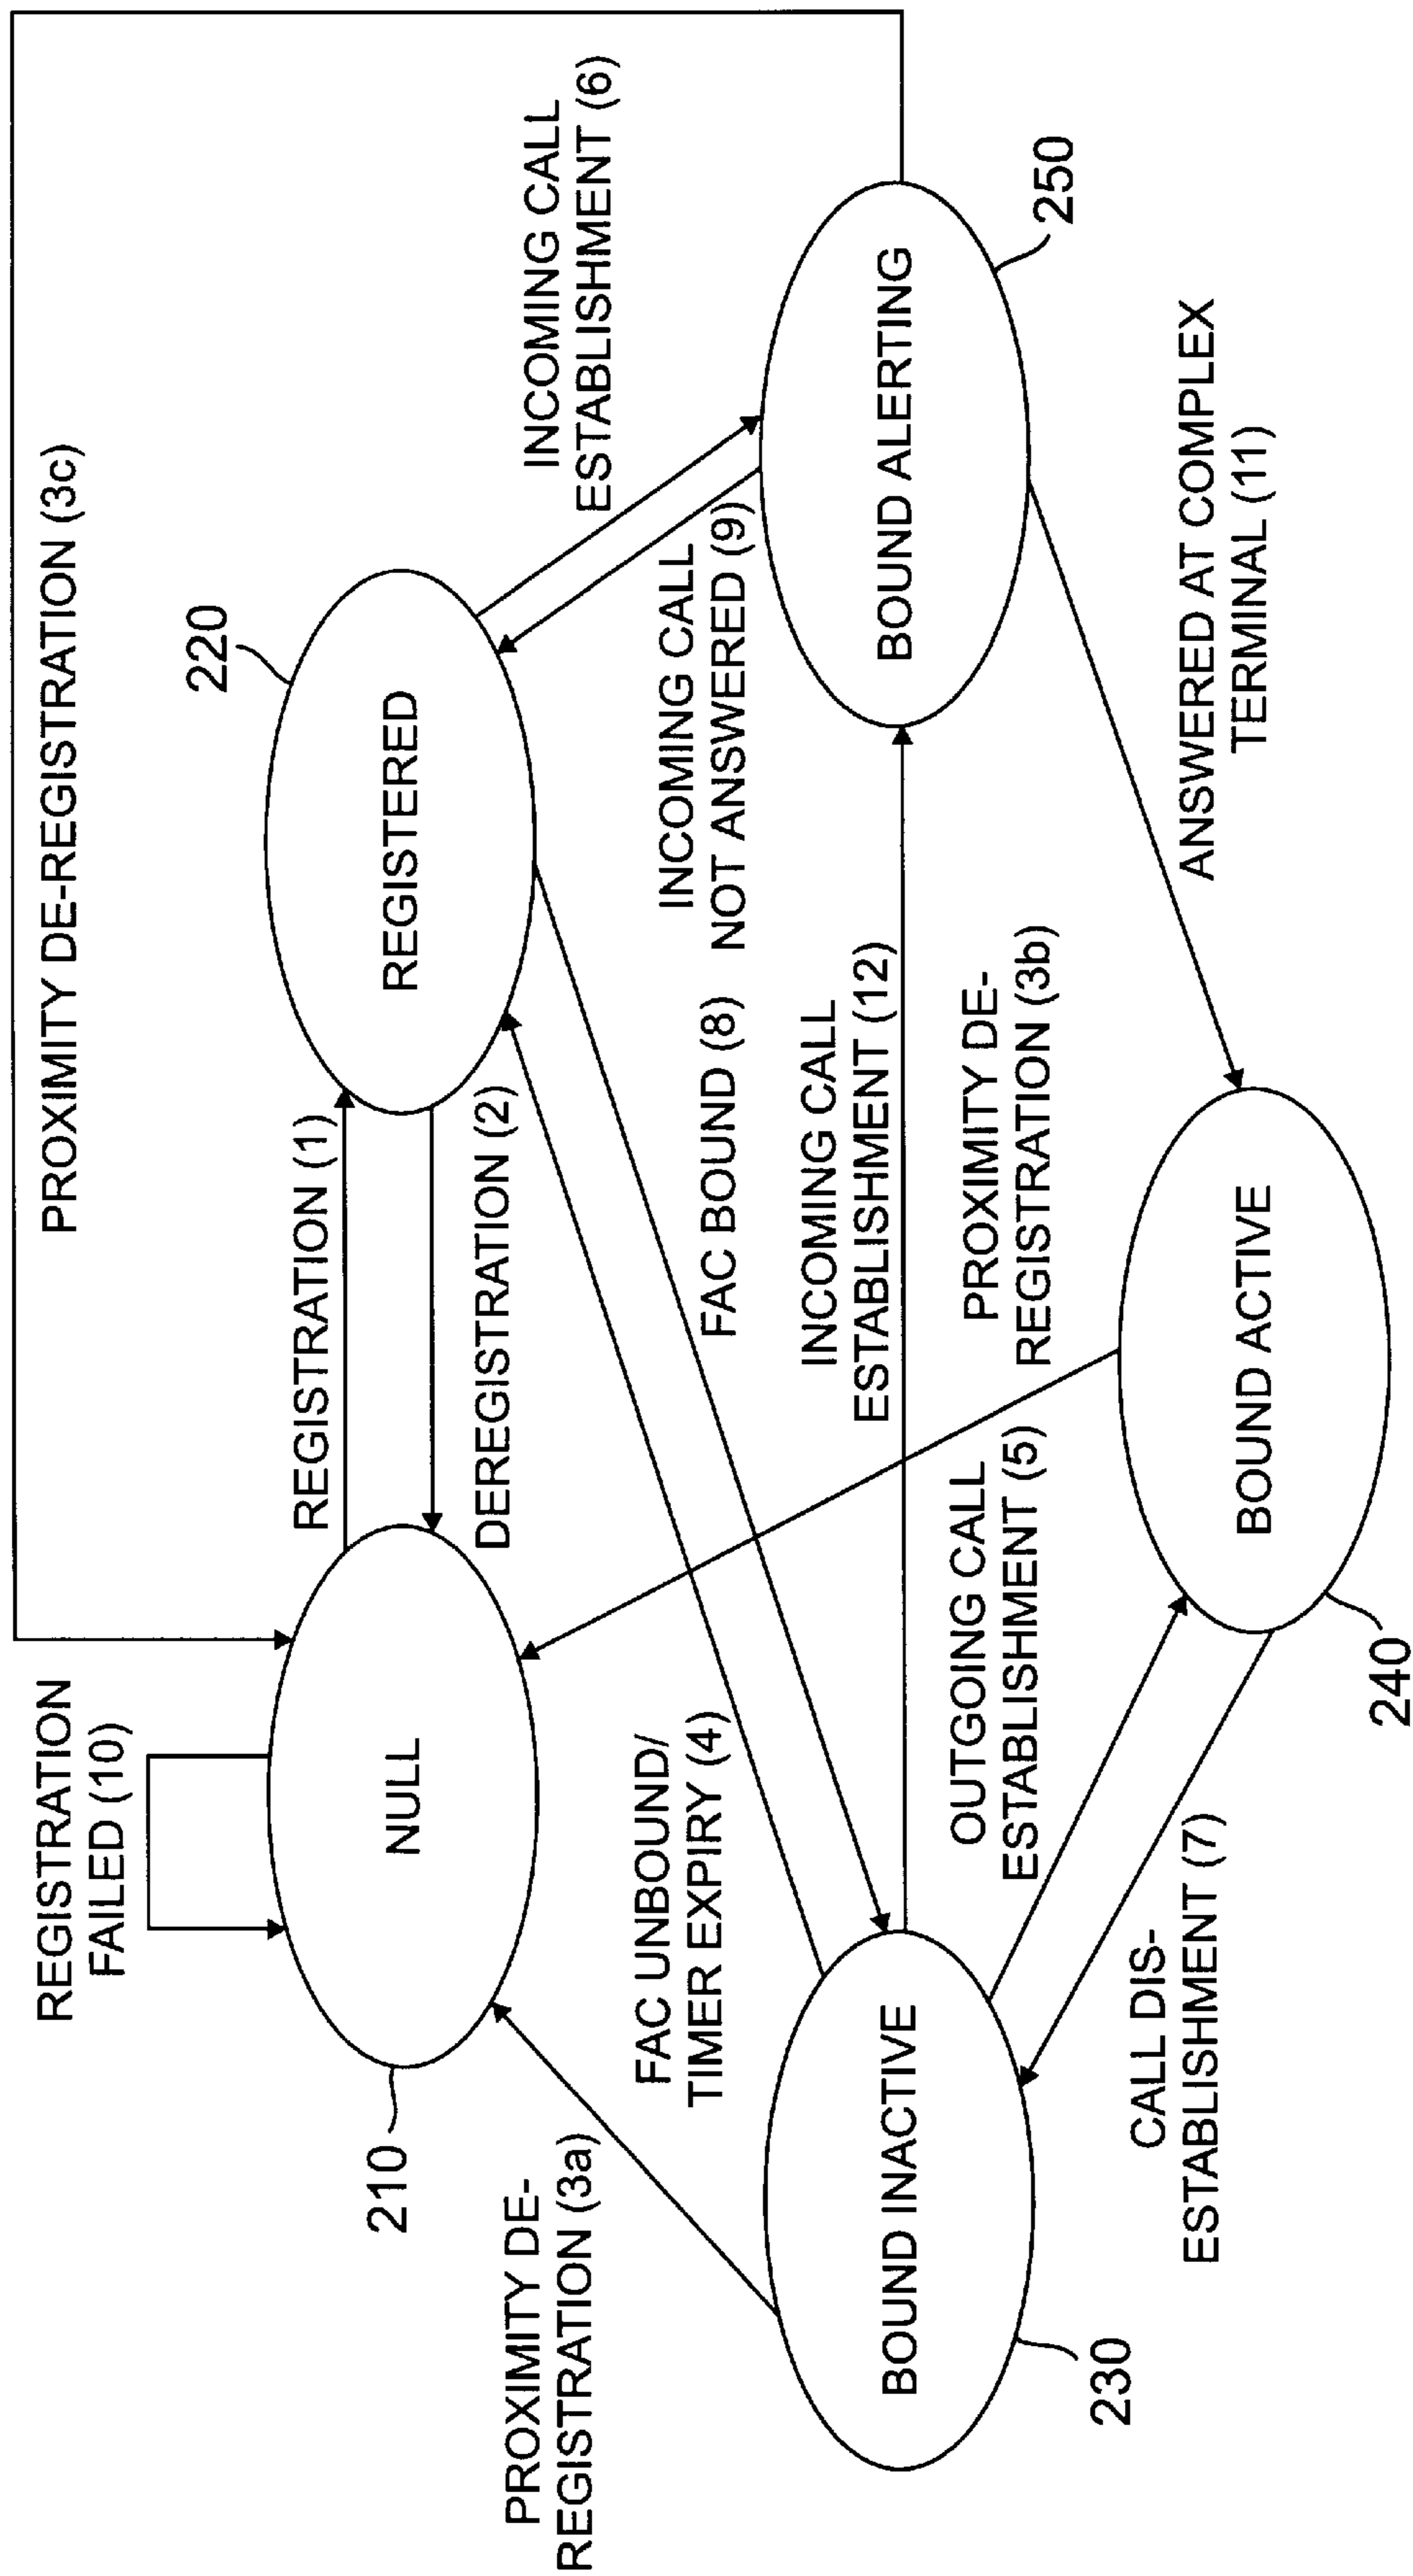 PROXIMITY DE-REGISTRATION (3c)
REGISTRATION
FAILED (10)
210
NULL
REGISTRATION (1)
DEREGISTRATION (2)
220
REGISTERED
INCOMING CALL
ESTABLISHMENT (6)
PROXIMITY DE-
REGISTRATION (3a)
FAC UNBOUND/
TIMER EXPIRY (4)
FAC BOUND (8)
INCOMING CALL
NOT ANSWERED (9)
INCOMING CALL
ESTABLISHMENT (12)
BOUND INACTIVE
230
BOUND ALERTING
250
OUTGOING CALL
ESTABLISHMENT (5)
PROXIMITY DE-
REGISTRATION (3b)
CALL DIS-
ESTABLISHMENT (7)
ANSWERED AT COMPLEX
TERMINAL (11)
BOUND ACTIVE
240